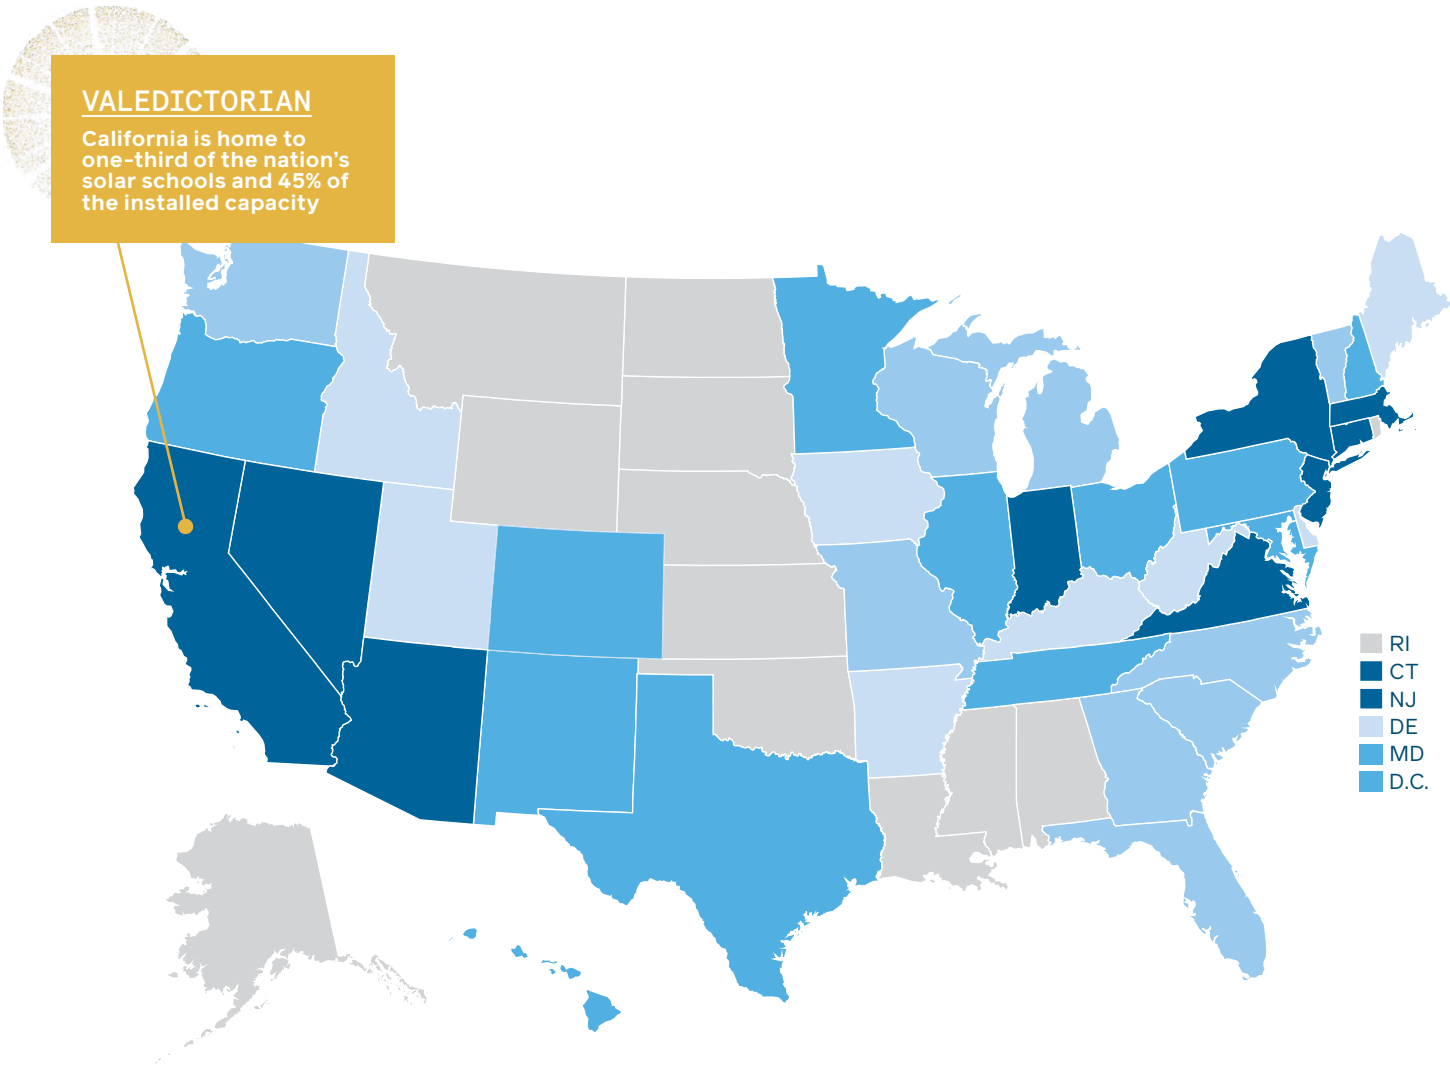 VALEDICTORIAN
California is home to
one-third of the nation’s
solar schools and 45% of
the installed capacity
RI
CT
NJ
DE
MD
D.C.